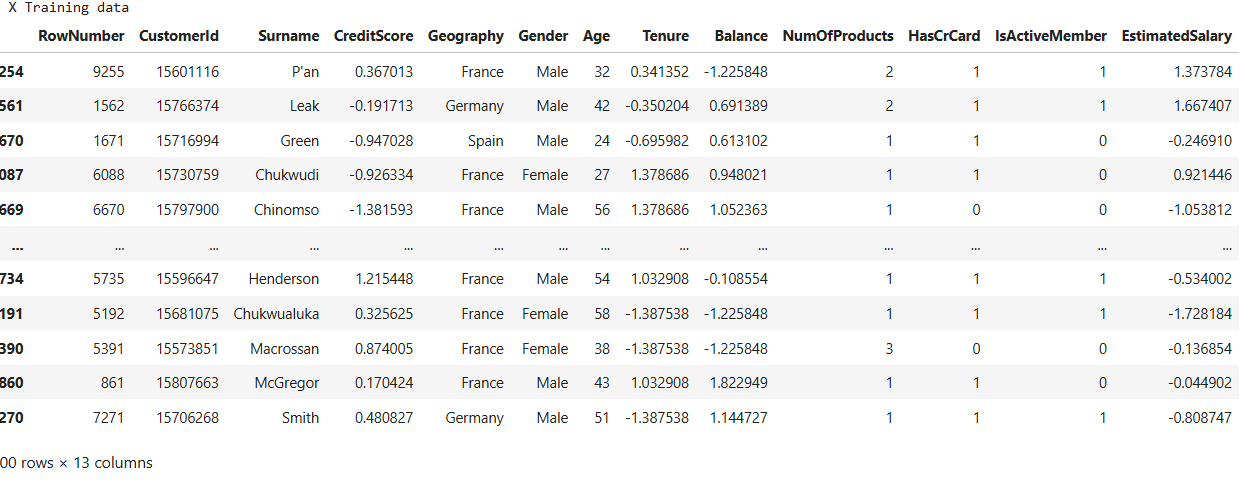 X Training data
RowNumber CustomerId Surname CreditScore Geography Gender Age Tenure Balance NumOfProducts HasCrCard IsActiveMember EstimatedSalary
254 9255 15601116 P'an 0.367013 France Male 32 0.341352 -1.225848 2 1 1 1.373784
561 1562 15766374 Leak -0.191713 Germany Male 42 -0.350204 0.691389 2 1 1 1.667407
670 1671 15716994 Green -0.947028 Spain Male 24 -0.695982 0.613102 1 1 0 -0.246910
087 6088 15730759 Chukwudi -0.926334 France Female 27 1.378686 0.948021 1 1 0 0.921446
669 6670 15797900 Chinomso -1.381593 France Male 56 1.378686 1.052363 1 0 0 -1.053812
... ... ... ... ... ... ... ... ... ... ... ... ... ...
734 5735 15596647 Henderson 1.215448 France Male 54 1.032908 -0.108554 1 1 1 -0.534002
191 5192 15681075 Chukwualuka 0.325625 France Female 58 -1.387538 -1.225848 1 1 1 -1.728184
390 5391 15573851 Macrossan 0.874005 France Female 38 -1.387538 -1.225848 3 0 0 -0.136854
860 861 15807663 McGregor 0.170424 France Male 43 1.032908 1.822949 1 1 0 -0.044902
270 7271 15706268 Smith 0.480827 Germany Male 51 -1.387538 1.144727 1 1 1 -0.808747
00 rows × 13 columns